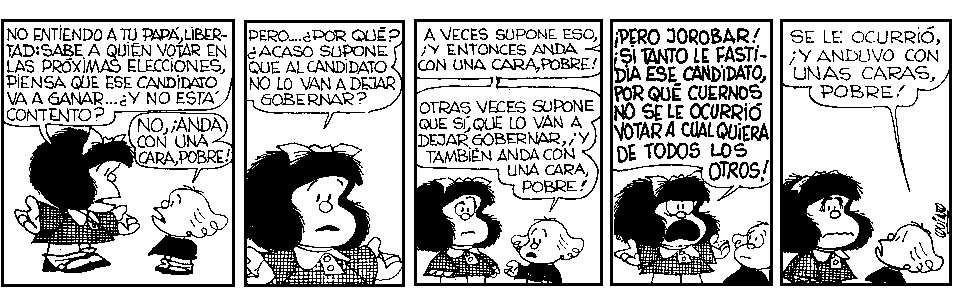 NO ENTIENDO A TU PAPÁ, LIBER-
TAD: SABE A QUIÉN VOTAR EN
LAS PRÓXIMAS ELECCIONES,
PIENSA QUE ESE CANDIDATO
VA A GANAR...¿Y NO ESTÁ
CONTENTO?
NO, ¡ANDA
CON UNA
CARA, POBRE!
PERO....¿POR QUÉ?
¿ACASO SUPONE
QUE AL CANDIDATO
NO LO VAN A DEJAR
GOBERNAR?
A VECES SUPONE ESO,
¡Y ENTONCES ANDA
CON UNA CARA, POBRE!
OTRAS VECES SUPONE
QUE SÍ, QUE LO VAN A
DEJAR GOBERNAR, ¡Y
TAMBIÉN ANDA CON
UNA CARA,
POBRE!
¡PERO JOROBAR!
¡SI TANTO LE FASTI-
DIA ESE CANDIDATO,
POR QUÉ CUERNOS
NO SE LE OCURRIÓ
VOTAR A CUALQUIERA
DE TODOS LOS
OTROS!
SE LE OCURRIÓ,
¡Y ANDUVO CON
UNAS CARAS,
POBRE!
QUINO